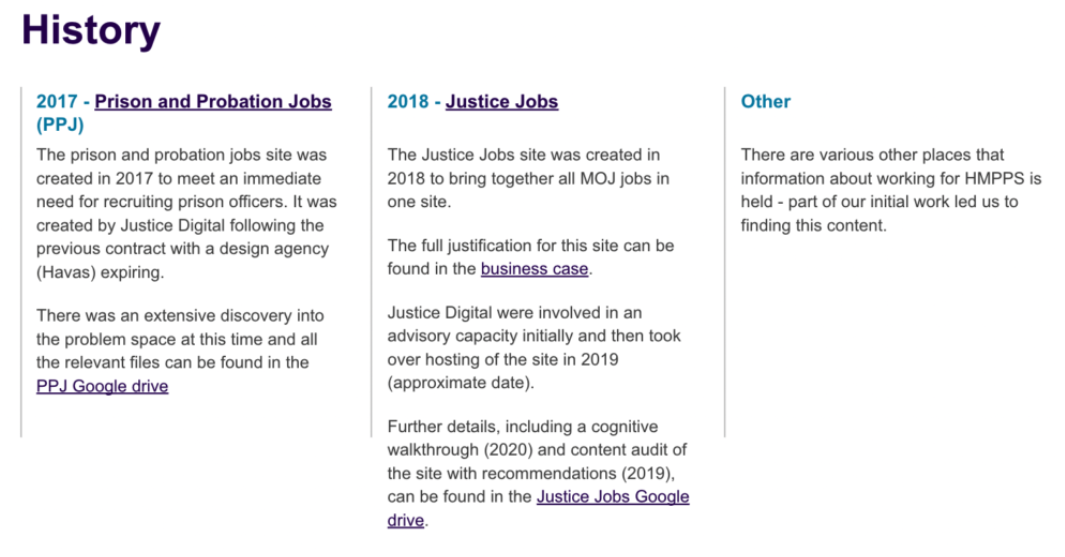 History
2017 - Prison and Probation Jobs
(PPJ)
The prison and probation jobs site was
created in 2017 to meet an immediate
need for recruiting prison officers. It was
created by Justice Digital following the
previous contract with a design agency
(Havas) expiring.
There was an extensive discovery into
the problem space at this time and all
the relevant files can be found in the
PPJ Google drive
2018 - Justice Jobs
The Justice Jobs site was created in
2018 to bring together all MOJ jobs in
one site.
The full justification for this site can be
found in the business case.
Justice Digital were involved in an
advisory capacity initially and then took
over hosting of the site in 2019
(approximate date).
Further details, including a cognitive
walkthrough (2020) and content audit of
the site with recommendations (2019),
can be found in the Justice Jobs Google
drive.
Other
There are various other places that
information about working for HMPPS is
held - part of our initial work led us to
finding this content.